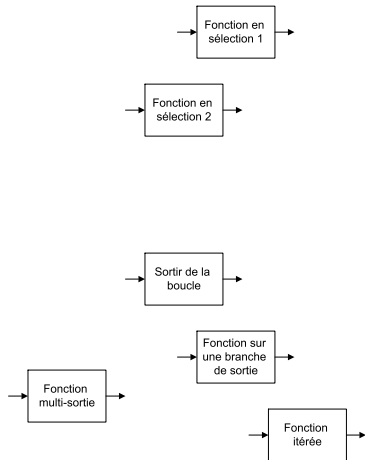 Fonction en
sélection 1
Fonction en
sélection 2
Sortir de la
boucle
Fonction sur
une branche
de sortie
Fonction
multi-sortie
Fonction
itérée